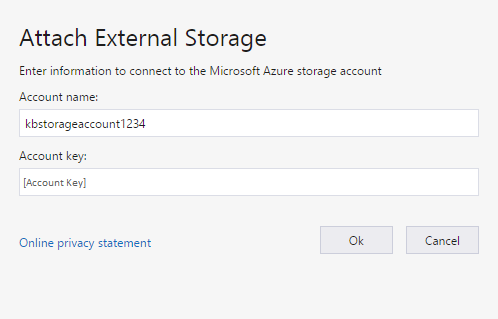 Attach External Storage
Enter information to connect to the Microsoft Azure storage account
Account name:
kbstorageaccount1234
Account key:
[Account Key]
Online privacy statement
Ok
Cancel